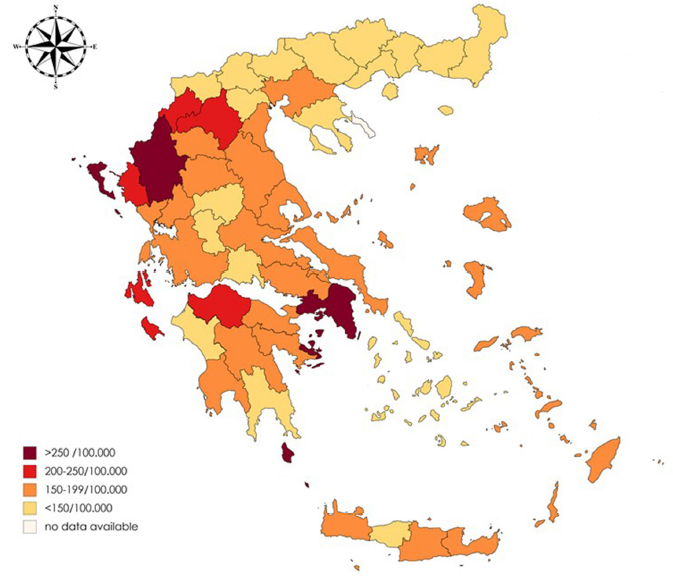 N
W
E
S
>250 /100.000
200-250/100.000
150-199/100.000
<150/100.000
no data available